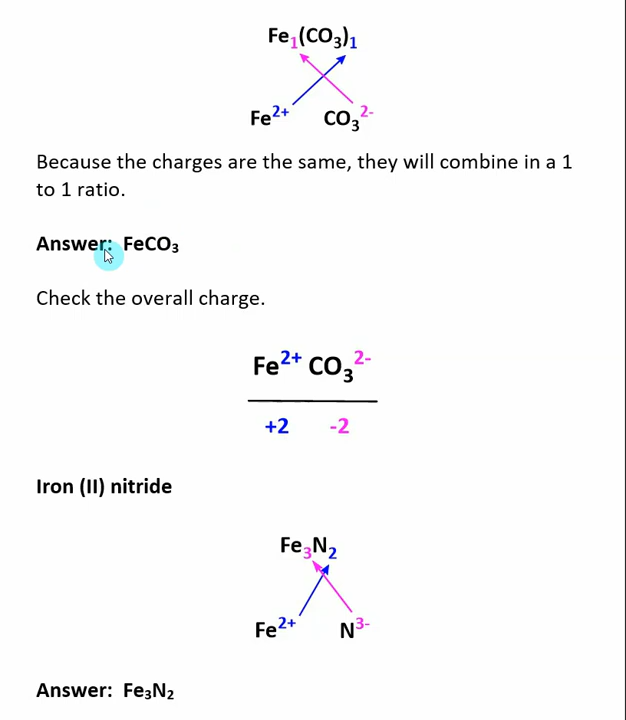 Fe₁(CO₃)₁
Fe²⁺ CO₃²⁻
Because the charges are the same, they will combine in a 1
to 1 ratio.
Answer: FeCO₃
Check the overall charge.
Fe²⁺ CO₃²⁻
+2 -2
Iron (II) nitride
Fe₃N₂
Fe²⁺ N³⁻
Answer: Fe₃N₂